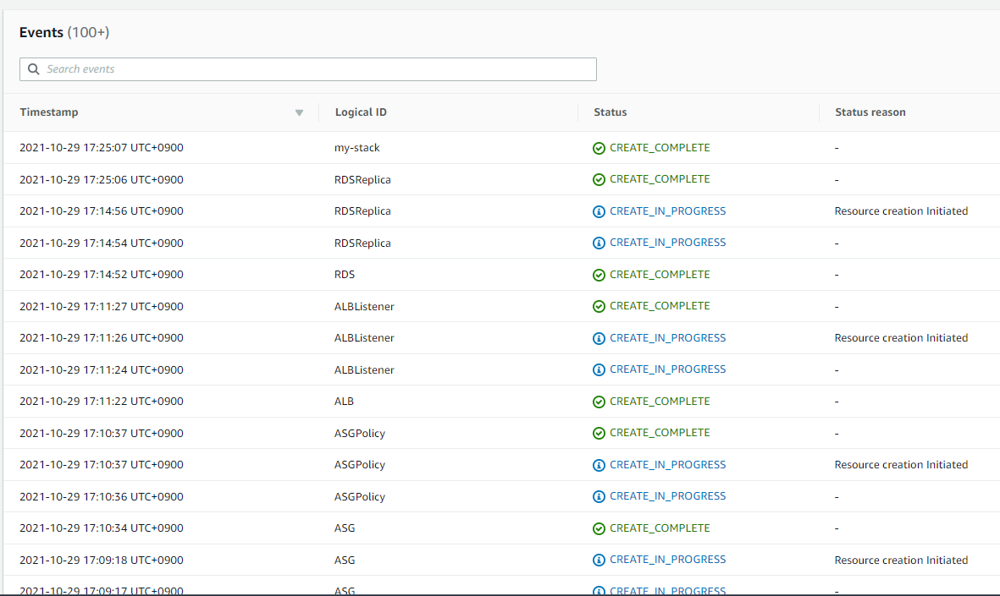 Events (100+)
Search events
Timestamp Logical ID Status Status reason
2021-10-29 17:25:07 UTC+0900 my-stack CREATE_COMPLETE -
2021-10-29 17:25:06 UTC+0900 RDSReplica CREATE_COMPLETE -
2021-10-29 17:14:56 UTC+0900 RDSReplica CREATE_IN_PROGRESS Resource creation Initiated
2021-10-29 17:14:54 UTC+0900 RDSReplica CREATE_IN_PROGRESS -
2021-10-29 17:14:52 UTC+0900 RDS CREATE_COMPLETE -
2021-10-29 17:11:27 UTC+0900 ALBListener CREATE_COMPLETE -
2021-10-29 17:11:26 UTC+0900 ALBListener CREATE_IN_PROGRESS Resource creation Initiated
2021-10-29 17:11:24 UTC+0900 ALBListener CREATE_IN_PROGRESS -
2021-10-29 17:11:22 UTC+0900 ALB CREATE_COMPLETE -
2021-10-29 17:10:37 UTC+0900 ASGPolicy CREATE_COMPLETE -
2021-10-29 17:10:37 UTC+0900 ASGPolicy CREATE_IN_PROGRESS Resource creation Initiated
2021-10-29 17:10:36 UTC+0900 ASGPolicy CREATE_IN_PROGRESS -
2021-10-29 17:10:34 UTC+0900 ASG CREATE_COMPLETE -
2021-10-29 17:09:18 UTC+0900 ASG CREATE_IN_PROGRESS Resource creation Initiated
2021-10-29 17:09:17 UTC+0900 ASG CREATE_IN_PROGRESS -